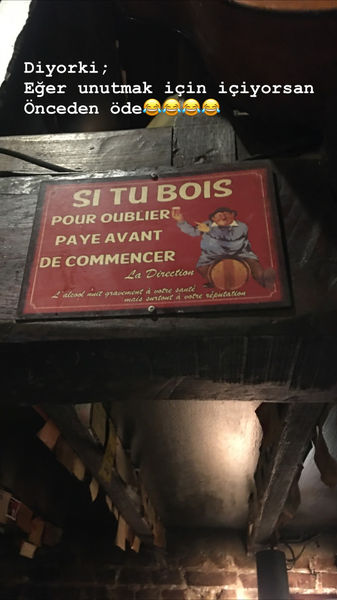 Diyorki;
Eğer unutmak için içiyorsan
Önceden öde😂😂😂😂
SI TU BOIS
POUR OUBLIER
PAYE AVANT
DE COMMENCER
La Direction
L'alcool nuit gravement à votre santé
mais surtout à votre réputation